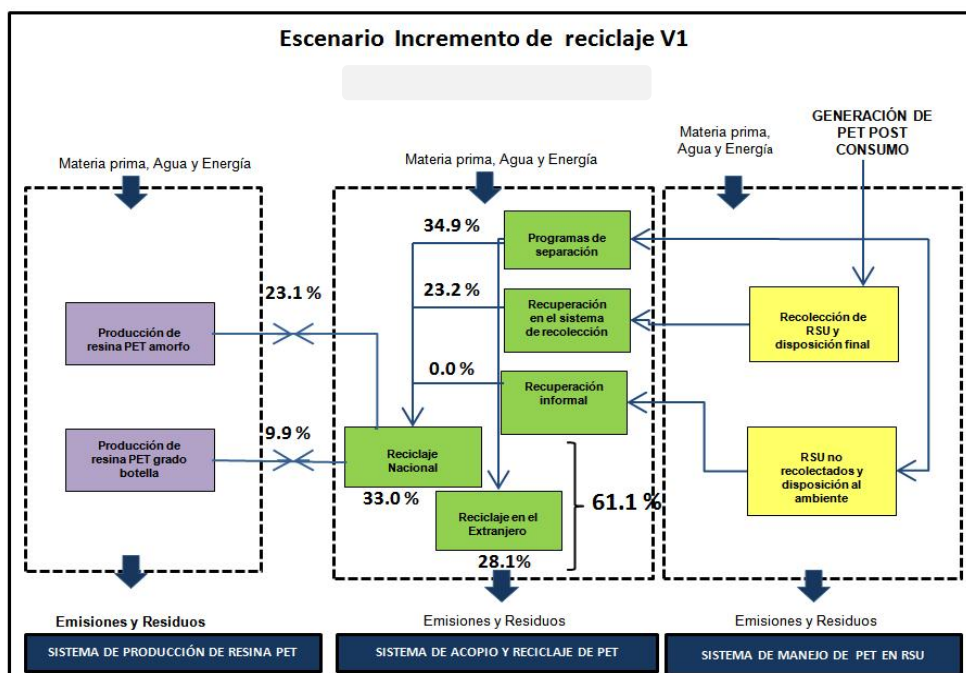 Escenario Incremento de reciclaje V1
GENERACIÓN DE
PET POST
CONSUMO
Materia prima, Agua y Energía
Materia prima, Agua y Energía
Materia prima,
Agua y Energía
34.9 %
Programas de
separación
23.1 %
23.2 %
Recuperación
en el sistema
de recolección
Producción de
resina PET amorfo
Recolección de
RSU y
disposición final
0.0 %
Recuperación
informal
9.9 %
Producción de
resina PET grado
botella
Reciclaje
Nacional
33.0 %
RSU no
recolectados y
disposición al
ambiente
61.1 %
Reciclaje en el
Extranjero
28.1%
Emisiones y Residuos
Emisiones y Residuos
Emisiones y Residuos
SISTEMA DE PRODUCCIÓN DE RESINA PET
SISTEMA DE ACOPIO Y RECICLAJE DE PET
SISTEMA DE MANEJO DE PET EN RSU